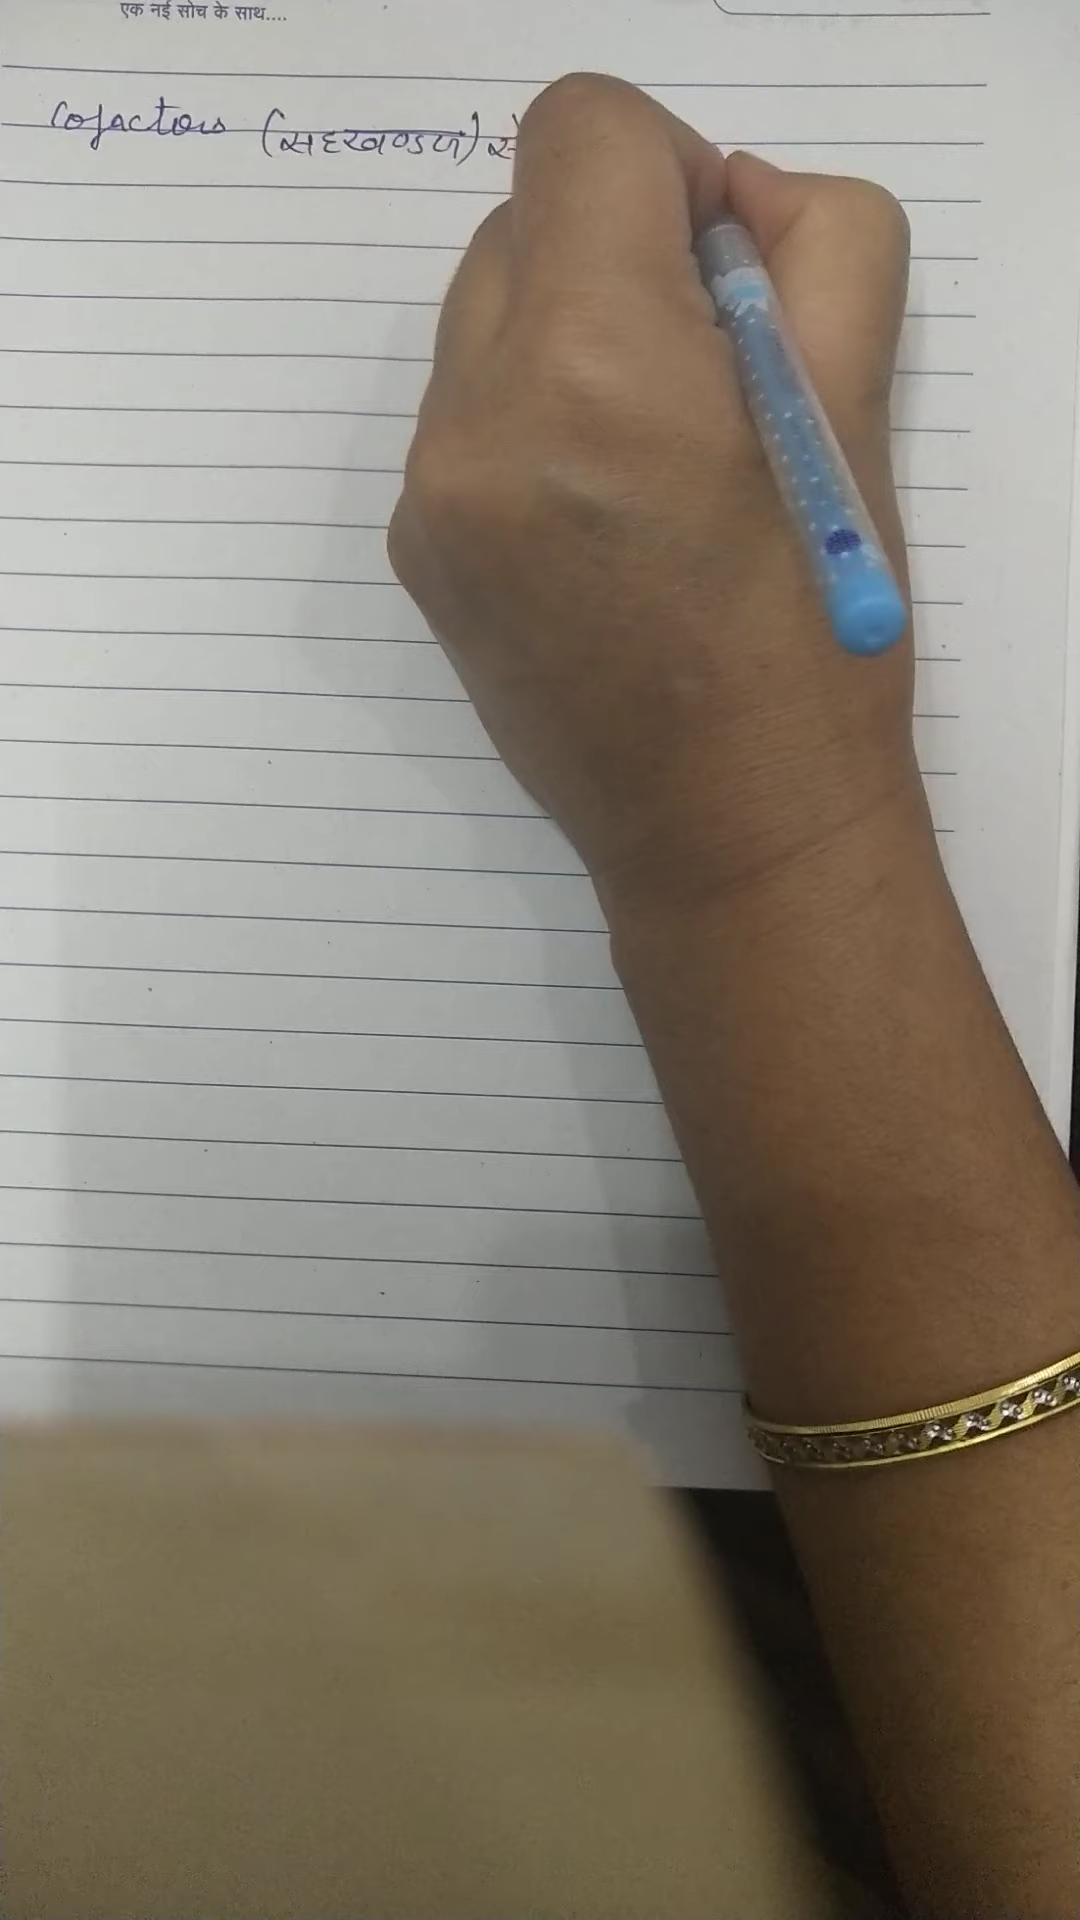 एक नई सोच के साथ....
Cofactors (सहखण्डज) से